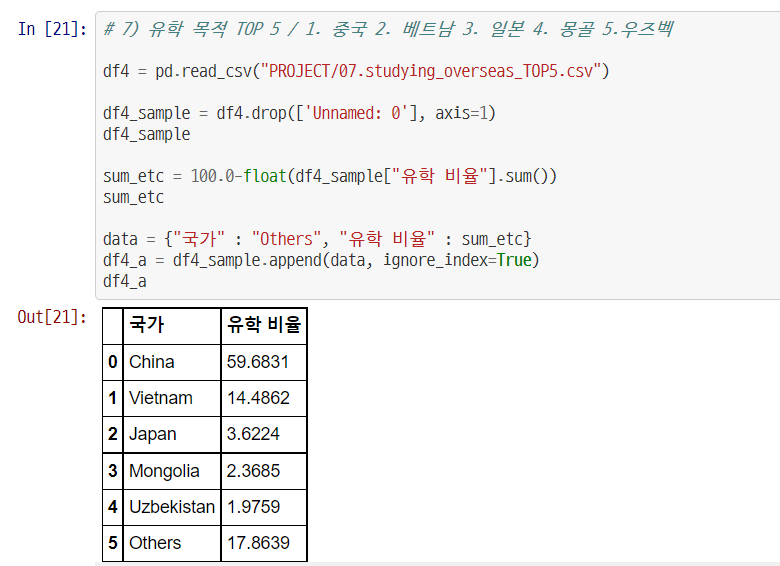 In [21]: # 7) 유학 목적 TOP 5 / 1. 중국 2. 베트남 3. 일본 4. 몽골 5.우즈벡
df4 = pd.read_csv("PROJECT/07.studying_overseas_TOP5.csv")
df4_sample = df4.drop(['Unnamed: 0'], axis=1)
df4_sample
sum_etc = 100.0-float(df4_sample["유학 비율"].sum())
sum_etc
data = {"국가" : "Others", "유학 비율" : sum_etc}
df4_a = df4_sample.append(data, ignore_index=True)
df4_a
Out[21]: 국가 유학 비율
0 China 59.6831
1 Vietnam 14.4862
2 Japan 3.6224
3 Mongolia 2.3685
4 Uzbekistan 1.9759
5 Others 17.8639